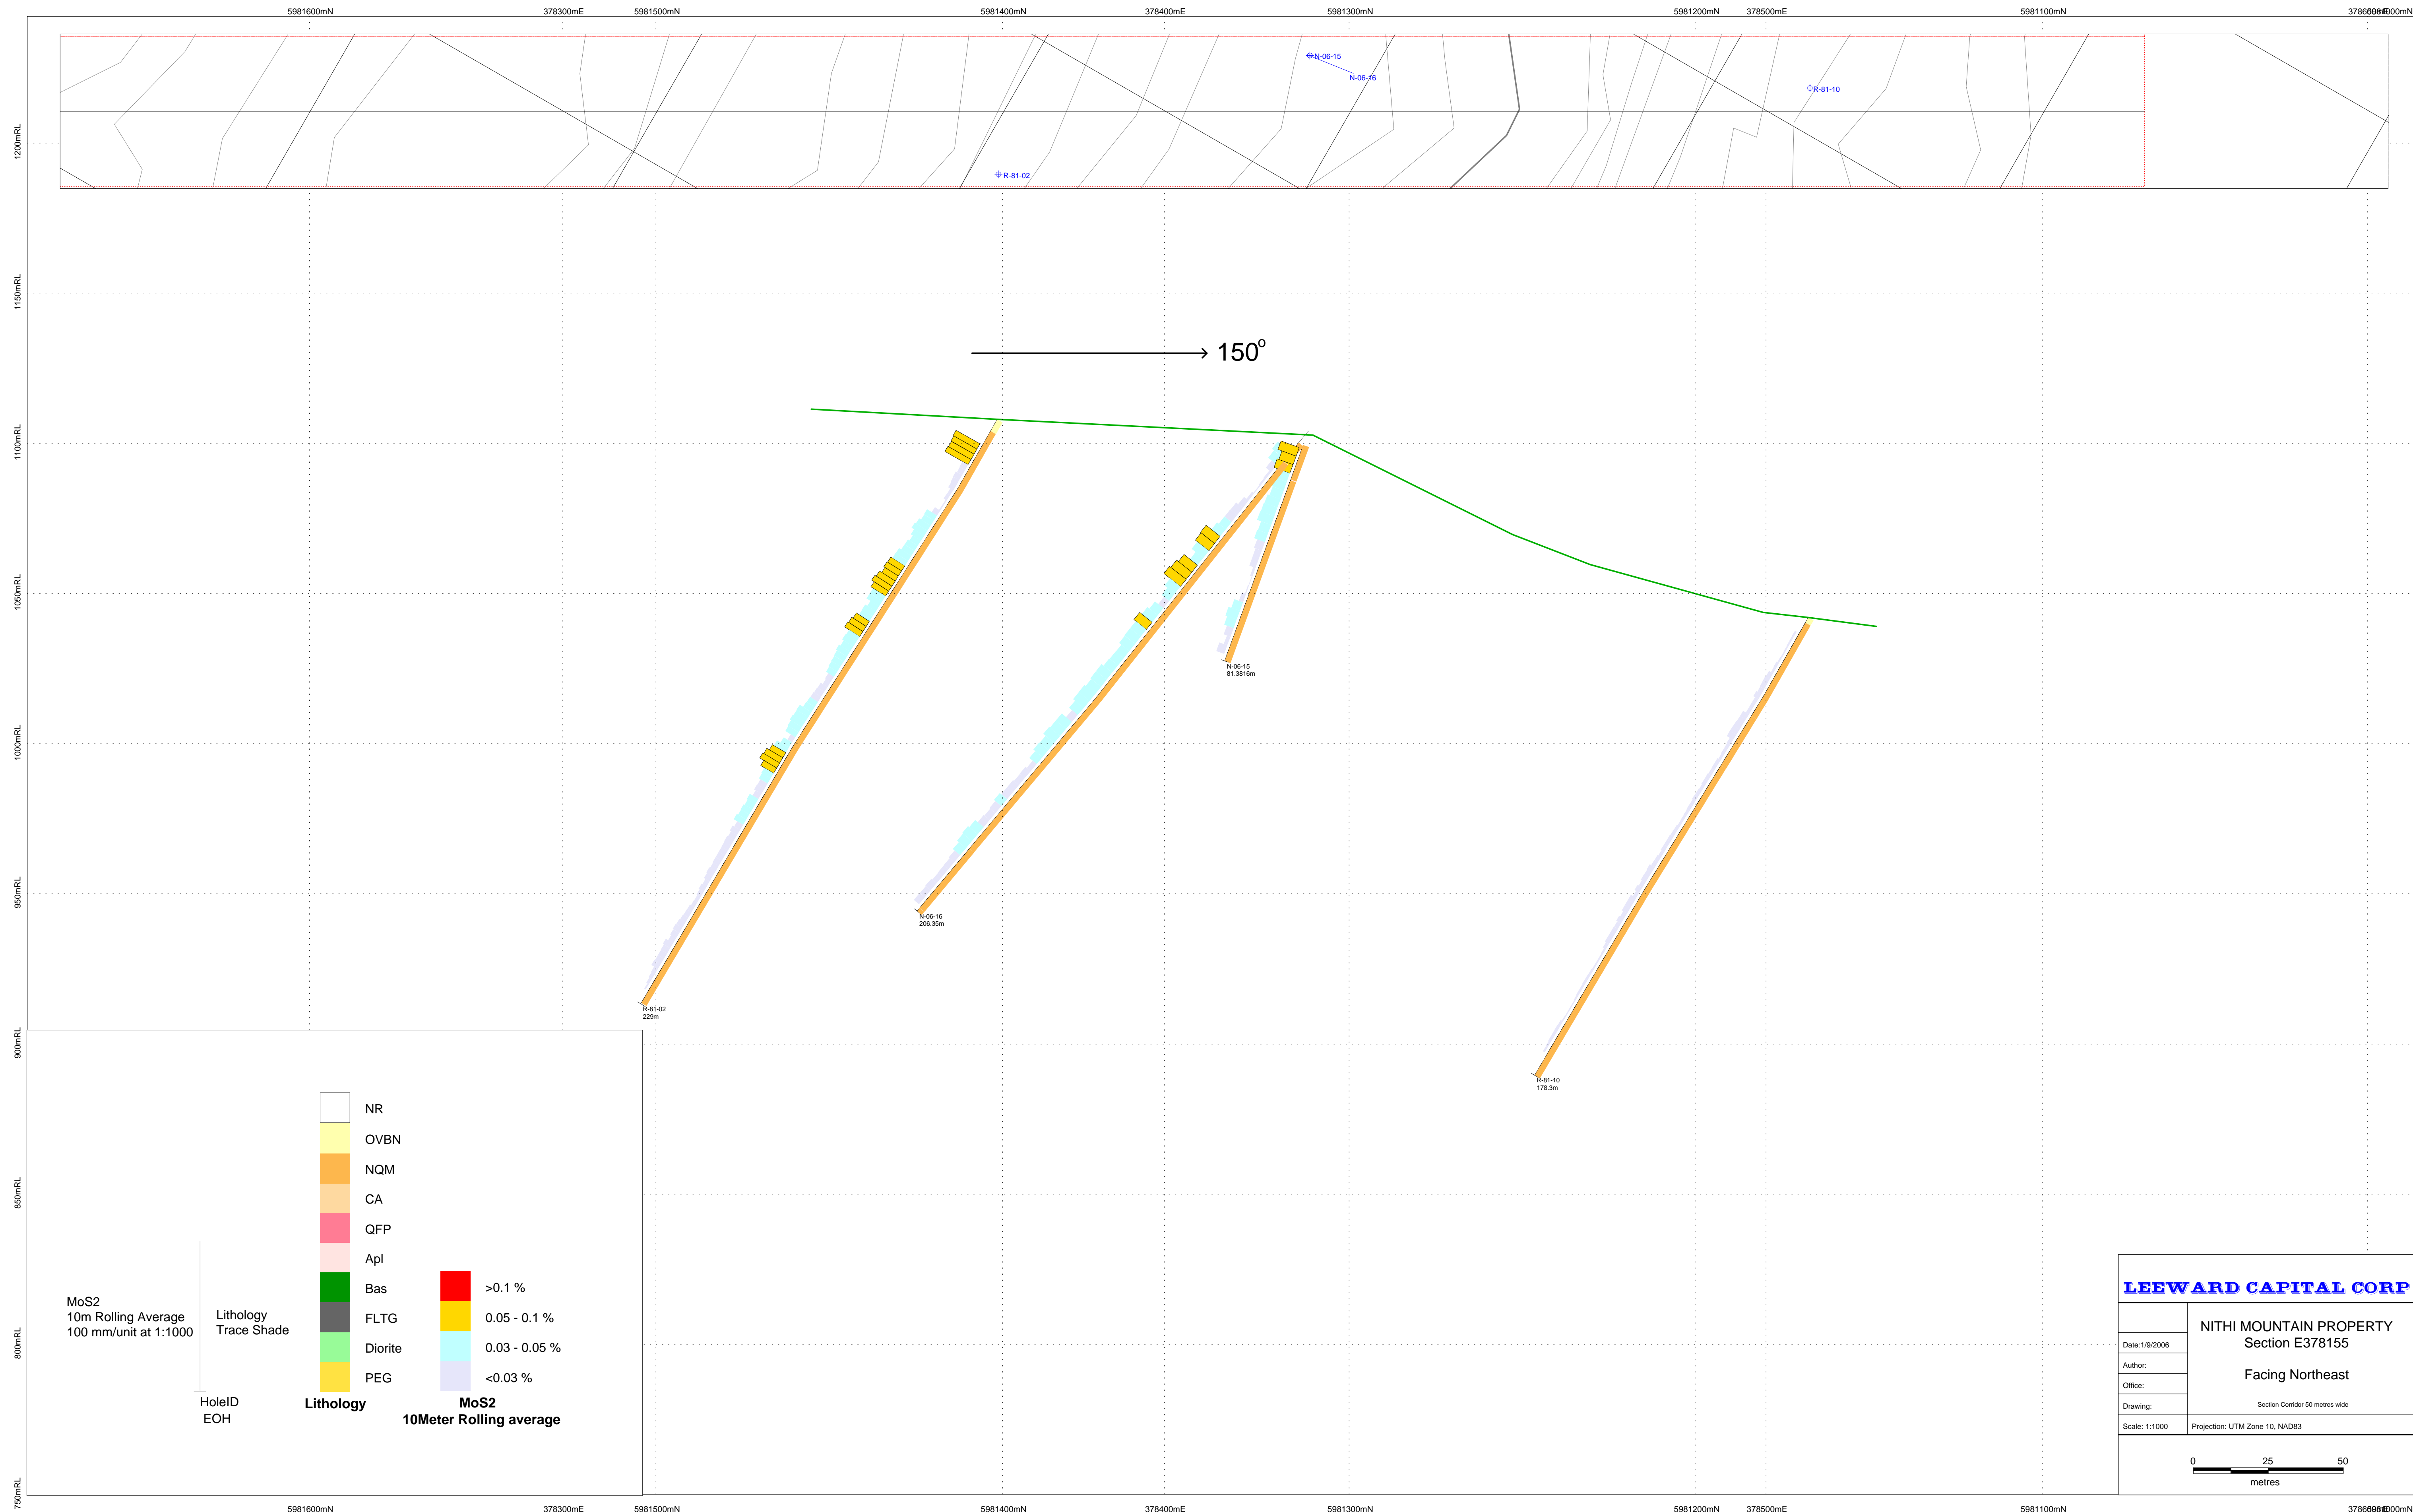 5981600mN
378300mE
5981500mN
5981400mN
378400mE
5981300mN
5981200mN
378500mE
5981100mN
N-06-15
N-06-16
R-81-10
R-81-02
1200mRL
1150mRL
150o
1100mRL
1050mRL
N-06-15
81.3816m
1000mRL
950mRL
N-06-16
206.35m
R-81-02
229m
900mRL
R-81-10
178.3m
850mRL
800mRL
750mRL
NR
OVBN
NQM
CA
QFP
Apl
Bas
FLTG
Diorite
PEG
Lithology
>0.1 %
0.05 - 0.1 %
0.03 - 0.05 %
<0.03 %
MoS2
10Meter Rolling average
MoS2
10m Rolling Average
100 mm/unit at 1:1000
Lithology
Trace Shade
HoleID
EOH
LEEWARD CAPITAL CORP
NITHI MOUNTAIN PROPERTY
Section E378155
Facing Northeast
Section Corridor 50 metres wide
Date:1/9/2006
Author:
Office:
Drawing:
Scale: 1:1000
Projection: UTM Zone 10, NAD83
0 25 50
metres
5981600mN
378300mE
5981500mN
5981400mN
378400mE
5981300mN
5981200mN
378500mE
5981100mN